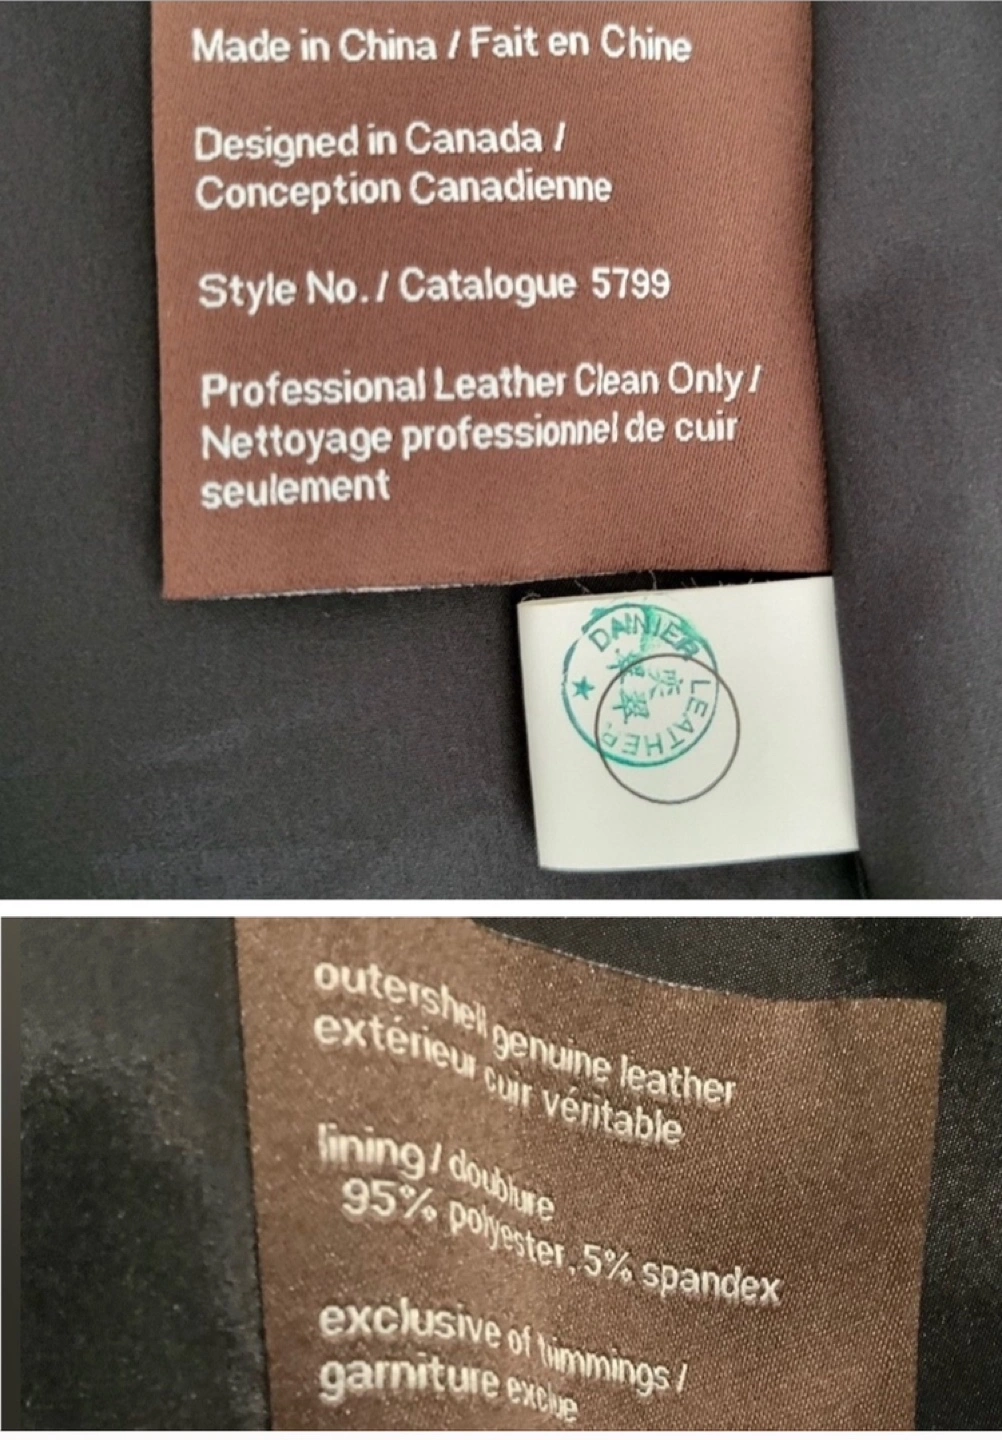 Made in China / Fait en Chine
Designed in Canada /
Conception Canadienne
Style No. / Catalogue 5799
Professional Leather Clean Only /
Nettoyage professionnel de cuir
seulement
DANIER LEATHER
outershell genuine leather
extérieur cuir véritable
lining / doublure
95% polyester, 5% spandex
exclusive of trimmings /
garniture exclue